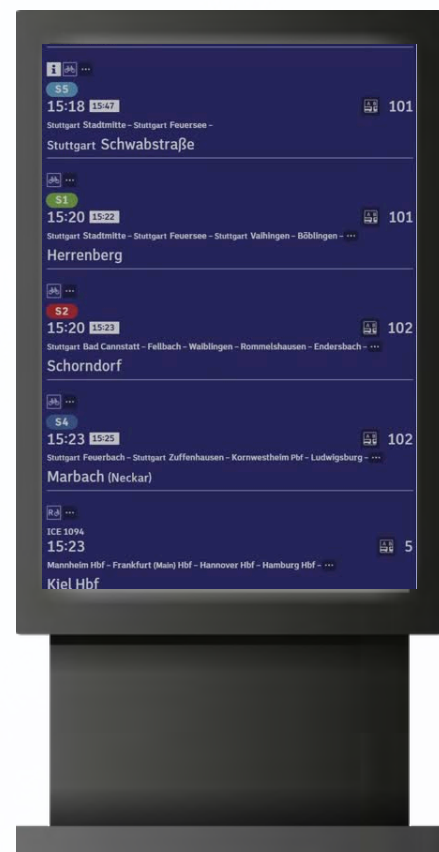 i ...
S5
15:18 15:47 101
Stuttgart Stadtmitte – Stuttgart Feuersee –
Stuttgart Schwabstraße
...
S1
15:20 15:22 101
Stuttgart Stadtmitte – Stuttgart Feuersee – Stuttgart Vaihingen – Böblingen – ...
Herrenberg
...
S2
15:20 15:23 102
Stuttgart Bad Cannstatt – Fellbach – Waiblingen – Rommelshausen – Endersbach – ...
Schorndorf
...
S4
15:23 15:25 102
Stuttgart Feuerbach – Stuttgart Zuffenhausen – Kornwestheim Pbf – Ludwigsburg – ...
Marbach (Neckar)
R ...
ICE 1094
15:23 5
Mannheim Hbf – Frankfurt (Main) Hbf – Hannover Hbf – Hamburg Hbf – ...
Kiel Hbf